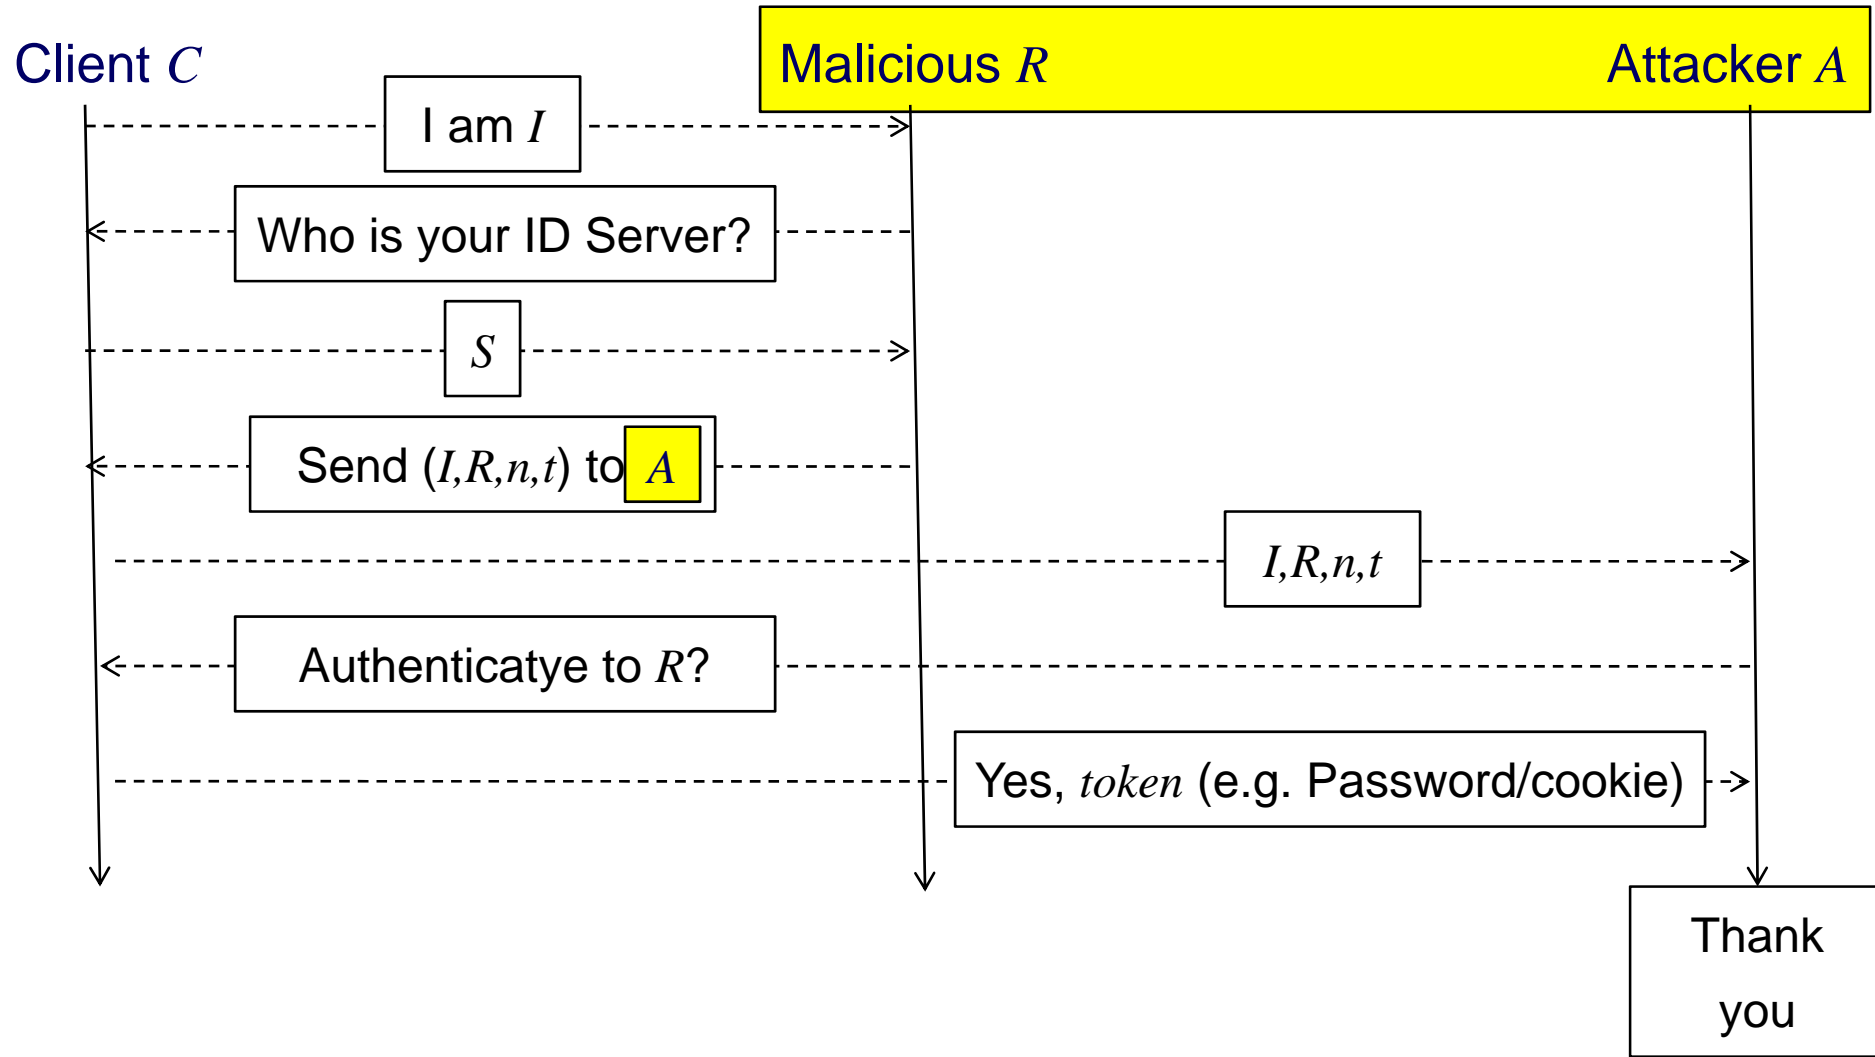 Client C
Malicious R
Attacker A
I am I
Who is your ID Server?
S
Send (I,R,n,t) to A
I,R,n,t
Authenticatye to R?
Yes, token (e.g. Password/cookie)
Thank
you